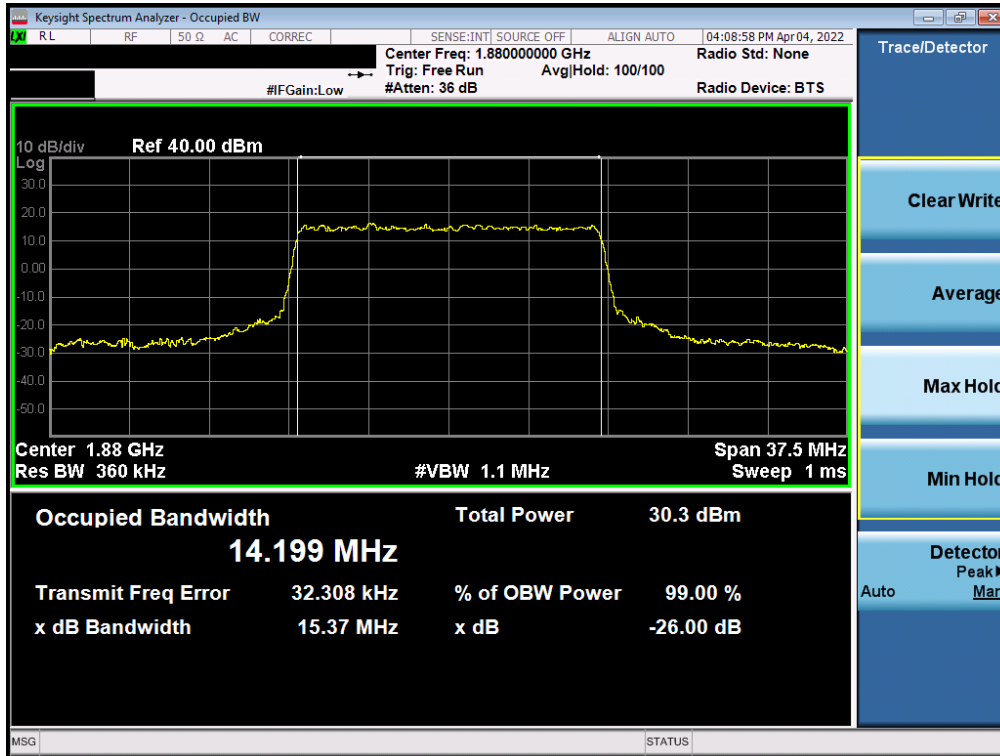 Keysight Spectrum Analyzer - Occupied BW
LXI RL RF 50 Ω AC CORREC SENSE:INT SOURCE OFF ALIGN AUTO 04:08:58 PM Apr 04, 2022
Center Freq: 1.880000000 GHz Radio Std: None
Trig: Free Run Avg|Hold: 100/100
#IFGain:Low #Atten: 36 dB Radio Device: BTS
10 dB/div Ref 40.00 dBm
Log
30.0
20.0
10.0
0.00
-10.0
-20.0
-30.0
-40.0
-50.0
Center 1.88 GHz Span 37.5 MHz
Res BW 360 kHz #VBW 1.1 MHz Sweep 1 ms
Occupied Bandwidth Total Power 30.3 dBm
14.199 MHz
Transmit Freq Error 32.308 kHz % of OBW Power 99.00 %
x dB Bandwidth 15.37 MHz x dB -26.00 dB
MSG STATUS
Trace/Detector
Clear Write
Average
Max Hold
Min Hold
Detector
Peak▶
Auto Man